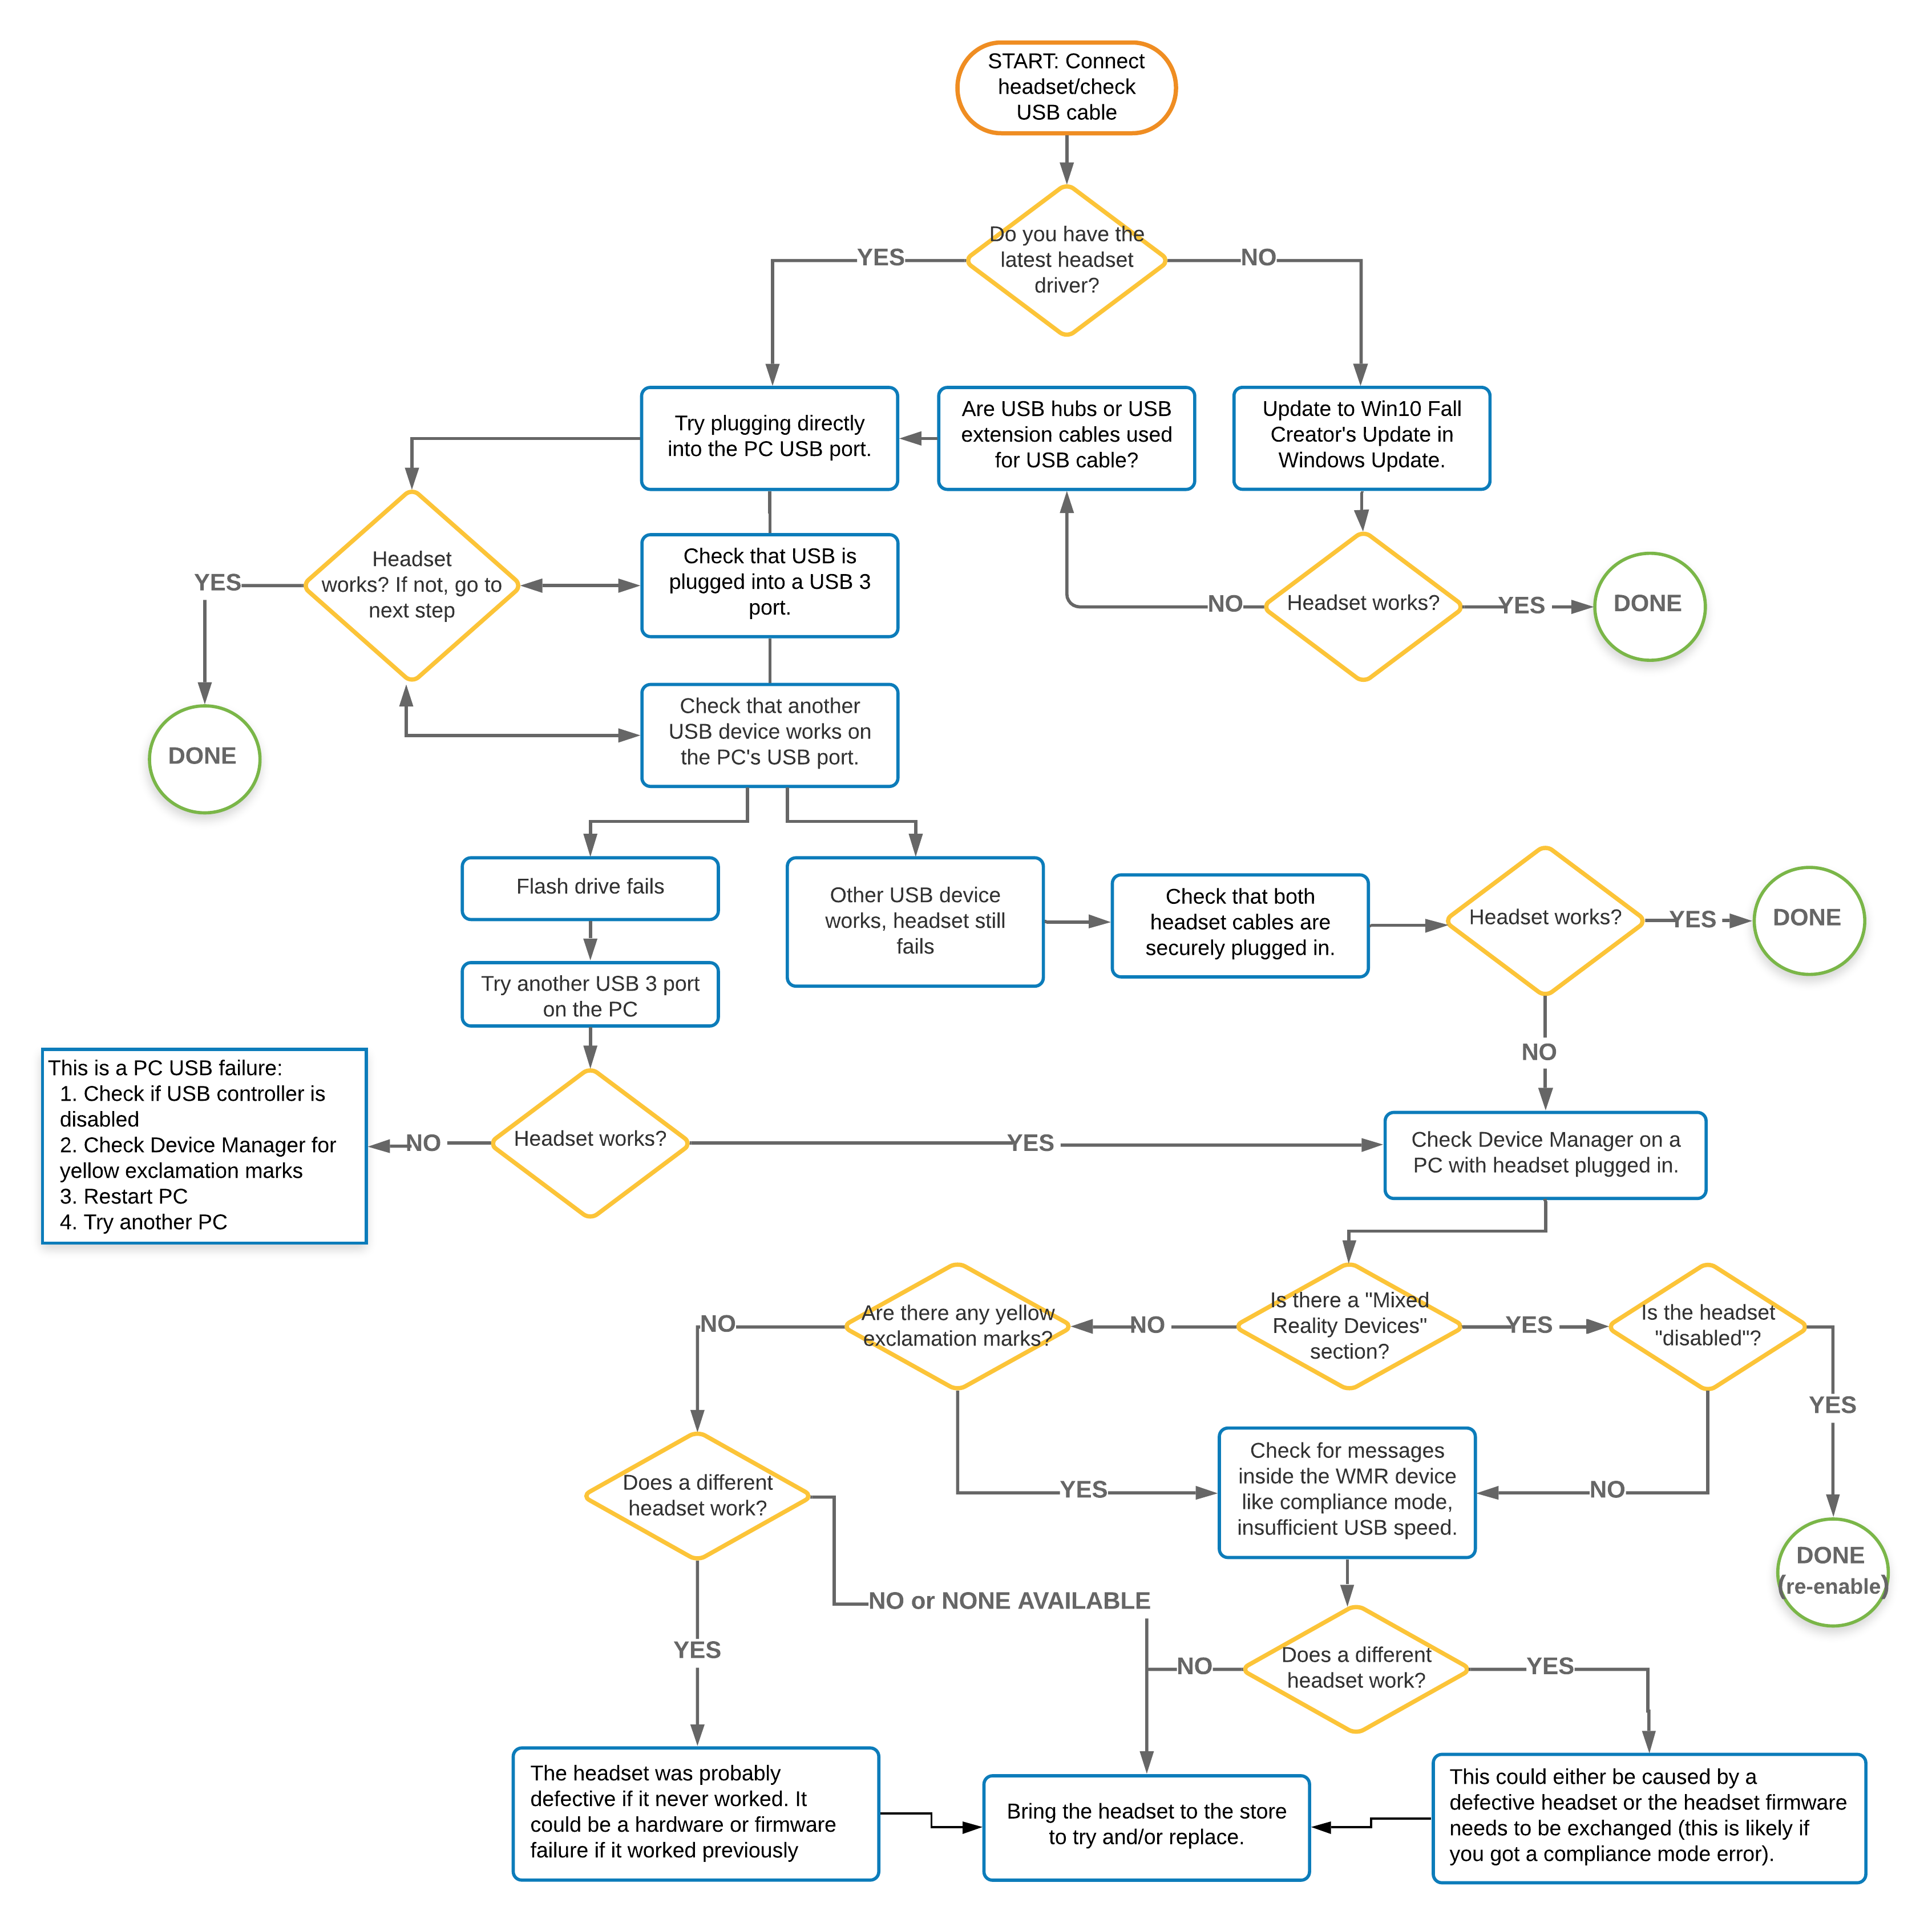 START: Connect
headset/check
USB cable
Do you have the
latest headset
driver?
YES
NO
Try plugging directly
into the PC USB port.
Are USB hubs or USB
extension cables used
for USB cable?
Update to Win10 Fall
Creator's Update in
Windows Update.
Headset
works? If not, go to
next step
YES
Check that USB is
plugged into a USB 3
port.
NO
Headset works?
YES
DONE
DONE
Check that another
USB device works on
the PC's USB port.
Flash drive fails
Other USB device
works, headset still
fails
Check that both
headset cables are
securely plugged in.
Headset works?
YES
DONE
Try another USB 3 port
on the PC
NO
This is a PC USB failure:
1. Check if USB controller is
disabled
2. Check Device Manager for
yellow exclamation marks
3. Restart PC
4. Try another PC
NO
Headset works?
YES
Check Device Manager on a
PC with headset plugged in.
NO
Are there any yellow
exclamation marks?
NO
Is there a "Mixed
Reality Devices"
section?
YES
Is the headset
"disabled"?
YES
Does a different
headset work?
YES
Check for messages
inside the WMR device
like compliance mode,
insufficient USB speed.
NO
DONE
(re-enable)
NO or NONE AVAILABLE
YES
NO
Does a different
headset work?
YES
The headset was probably
defective if it never worked. It
could be a hardware or firmware
failure if it worked previously
Bring the headset to the store
to try and/or replace.
This could either be caused by a
defective headset or the headset firmware
needs to be exchanged (this is likely if
you got a compliance mode error).